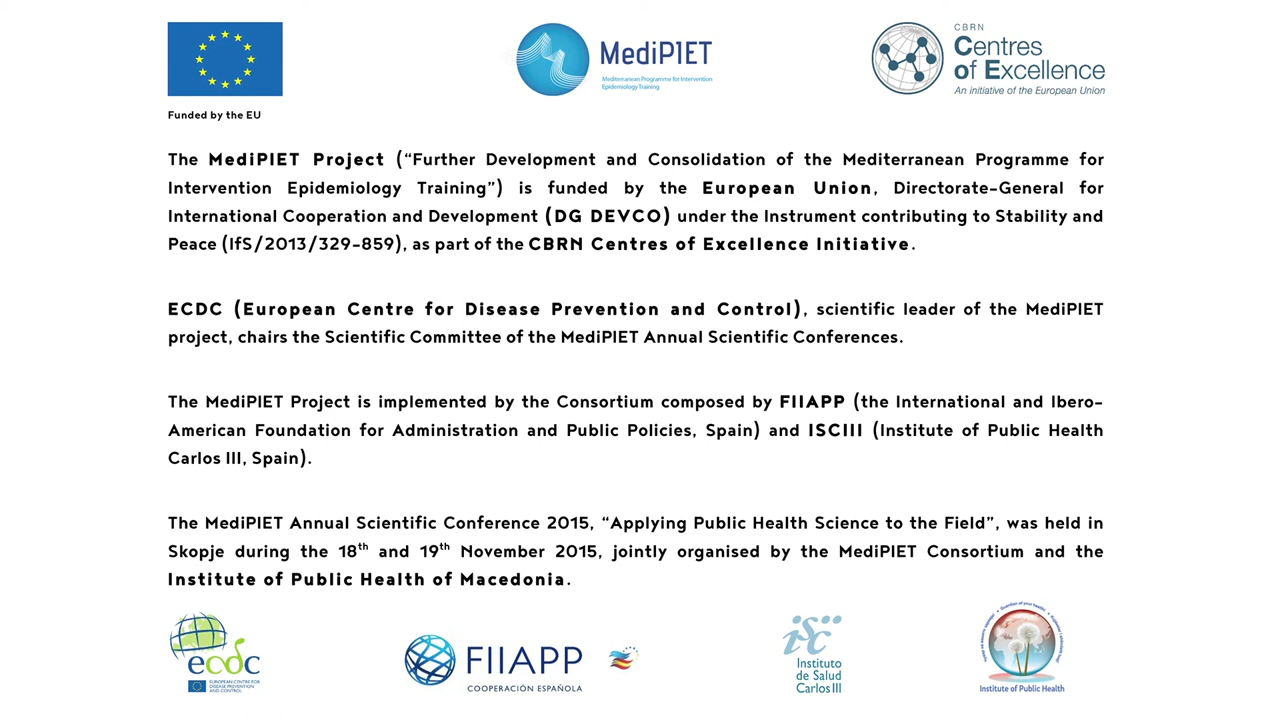 Funded by the EU
MediPIET
Mediterranean Programme for Intervention
Epidemiology Training
CBRN
Centres
of Excellence
An initiative of the European Union
The MediPIET Project (“Further Development and Consolidation of the Mediterranean Programme for
Intervention Epidemiology Training”) is funded by the European Union, Directorate-General for
International Cooperation and Development (DG DEVCO) under the Instrument contributing to Stability and
Peace (IfS/2013/329-859), as part of the CBRN Centres of Excellence Initiative.
ECDC (European Centre for Disease Prevention and Control), scientific leader of the MediPIET
project, chairs the Scientific Committee of the MediPIET Annual Scientific Conferences.
The MediPIET Project is implemented by the Consortium composed by FIIAPP (the International and Ibero-
American Foundation for Administration and Public Policies, Spain) and ISCIII (Institute of Public Health
Carlos III, Spain).
The MediPIET Annual Scientific Conference 2015, “Applying Public Health Science to the Field”, was held in
Skopje during the 18th and 19th November 2015, jointly organised by the MediPIET Consortium and the
Institute of Public Health of Macedonia.
ecdc
EUROPEAN CENTRE FOR
DISEASE PREVENTION
AND CONTROL
FIIAPP
COOPERACIÓN ESPAÑOLA
isciii
Instituto
de Salud
Carlos III
Guardian of your health
Institute of Public Health